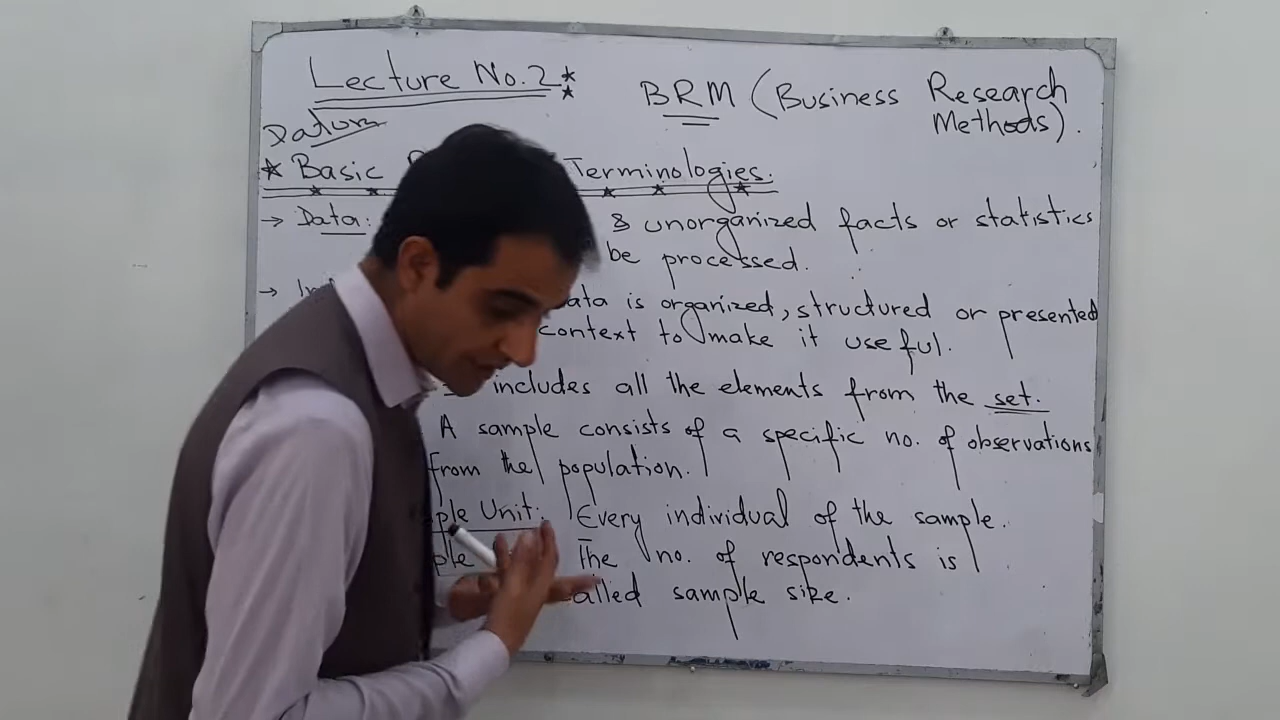 Lecture No.2
BRM (Business Research
Methods).
Datum
Basic Terminologies.
→ Data: & unorganized facts or statistics
be processed.
→ is organized, structured or presented
context to make it useful.
includes all the elements from the set.
A sample consists of a specific no. of observations
from the population.
Unit: Every individual of the sample.
The no. of respondents is
sample size.